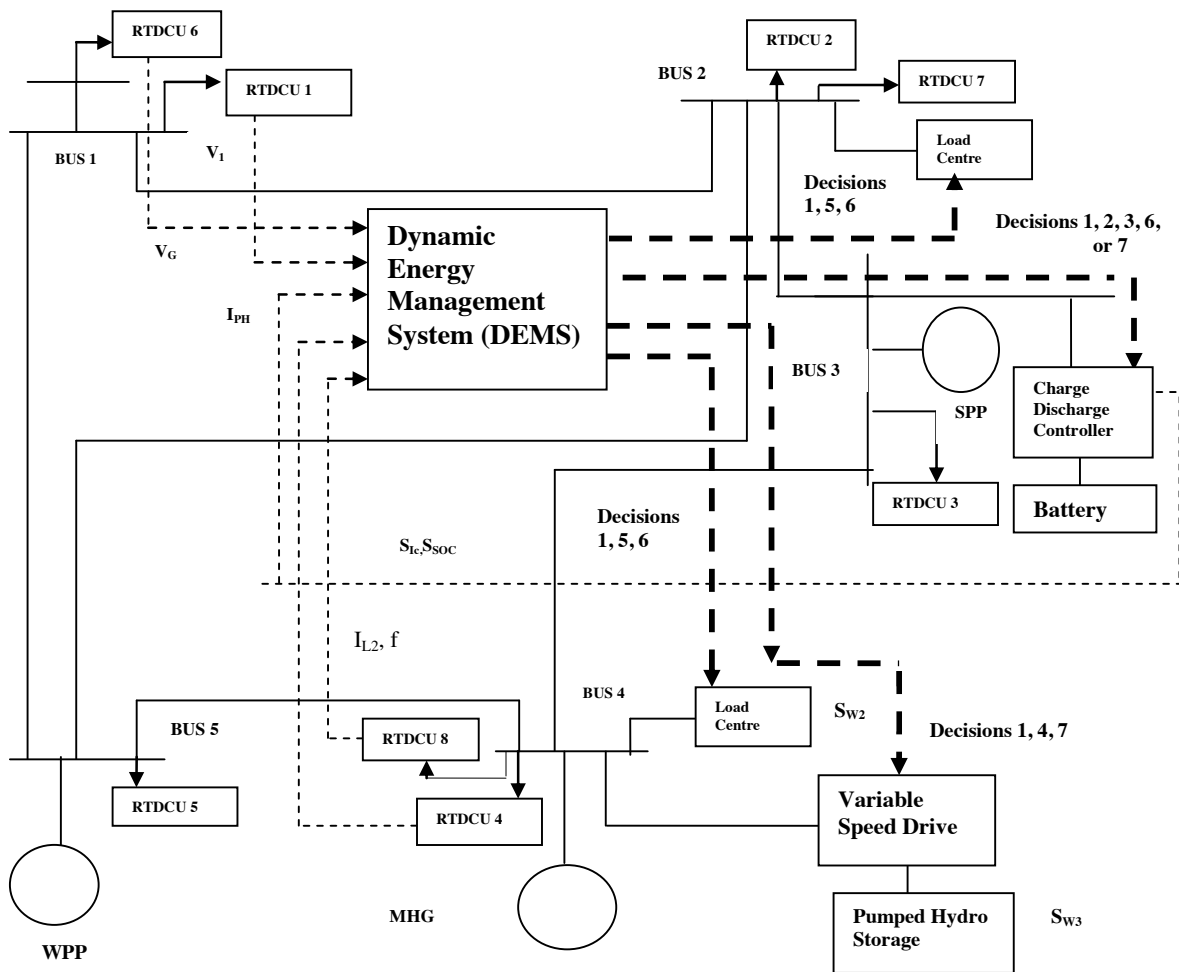 RTDCU 6
RTDCU 2
BUS 2
RTDCU 7
RTDCU 1
BUS 1
V1
Load
Centre
Decisions
1, 5, 6
Dynamic
Energy
Management
System (DEMS)
VG
Decisions 1, 2, 3, 6,
or 7
IPH
BUS 3
SPP
Charge
Discharge
Controller
RTDCU 3
Battery
Decisions
1, 5, 6
SIc,SSOC
IL2, f
BUS 4
Load
Centre
SW2
BUS 5
RTDCU 8
Decisions 1, 4, 7
RTDCU 5
RTDCU 4
Variable
Speed Drive
MHG
Pumped Hydro
Storage
SW3
WPP